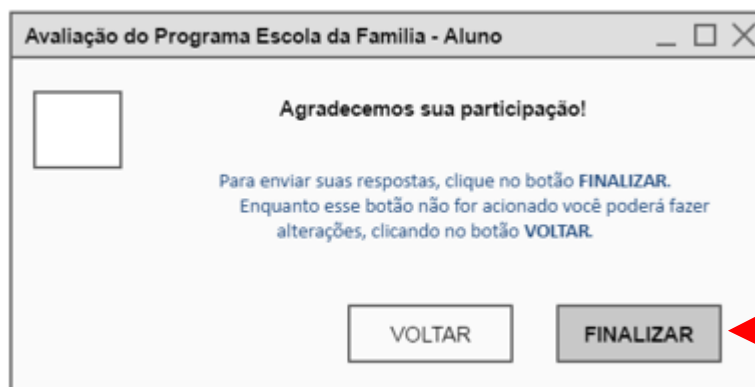 Avaliação do Programa Escola da Familia - Aluno
Agradecemos sua participação!
Para enviar suas respostas, clique no botão FINALIZAR.
Enquanto esse botão não for acionado você poderá fazer
alterações, clicando no botão VOLTAR.
VOLTAR
FINALIZAR